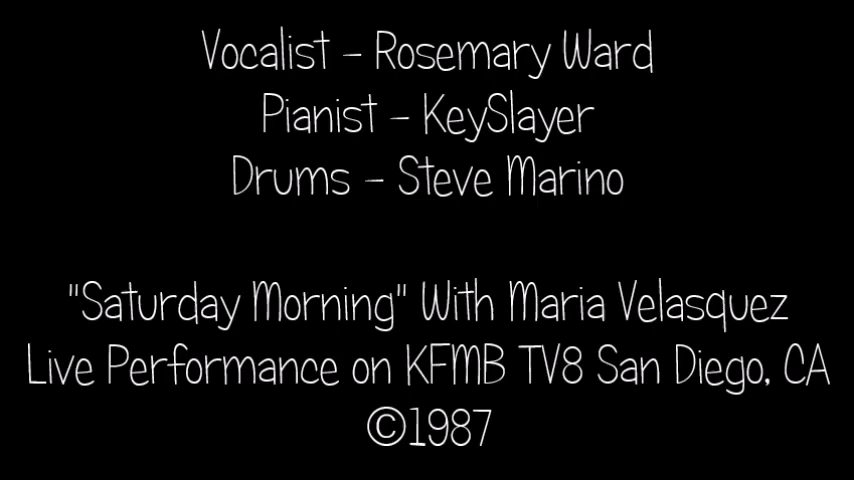 Vocalist - Rosemary Ward
Pianist - KeySlayer
Drums - Steve Marino
"Saturday Morning" With Maria Velasquez
Live Performance on KFMB TV8 San Diego, CA
©1987